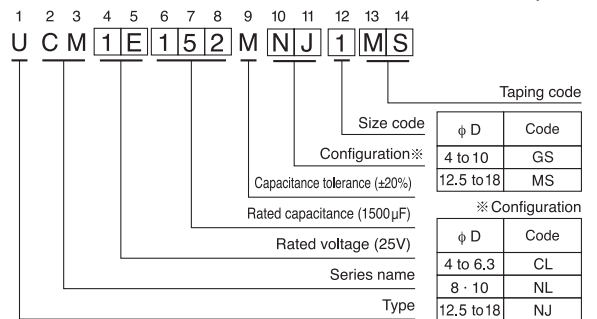 1 2 3 4 5 6 7 8 9 10 11 12 13 14
U C M 1 E 1 5 2 M N J 1 M S
Taping code
Size code
Configuration※
Capacitance tolerance (±20%)
Rated capacitance (1500µF)
Rated voltage (25V)
Series name
Type
φD Code
4 to 10 GS
12.5 to 18 MS
※Configuration
φD Code
4 to 6.3 CL
8 · 10 NL
12.5 to 18 NJ